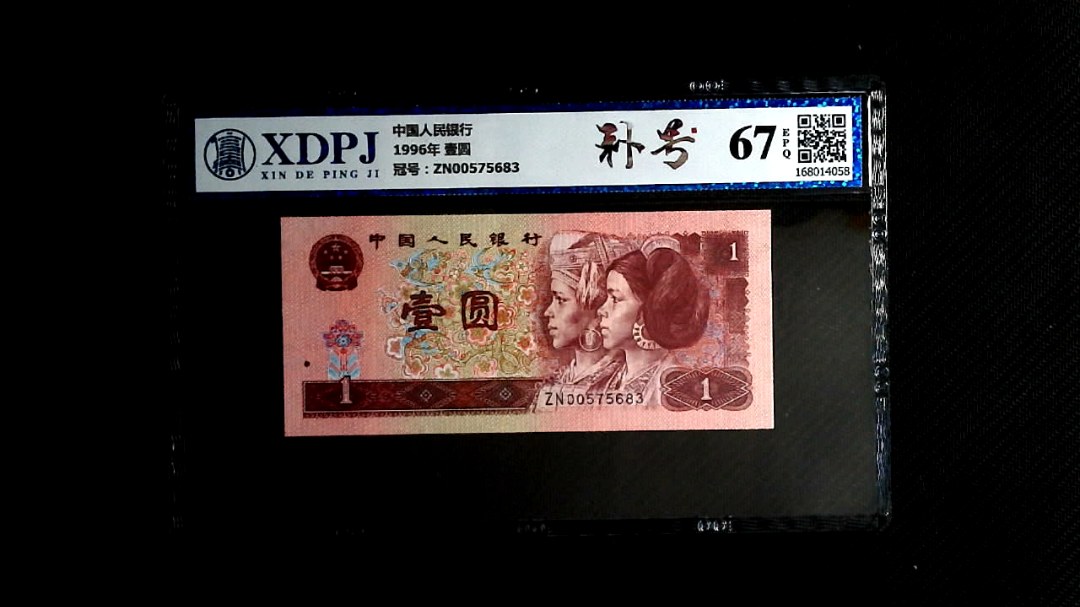 XDPJ
XIN DE PING JI
中国人民银行
1996年 壹圆
冠号：ZN00575683
补号
67
EPQ
168014058
中国人民银行
1
壹圆
1
ZN00575683
1